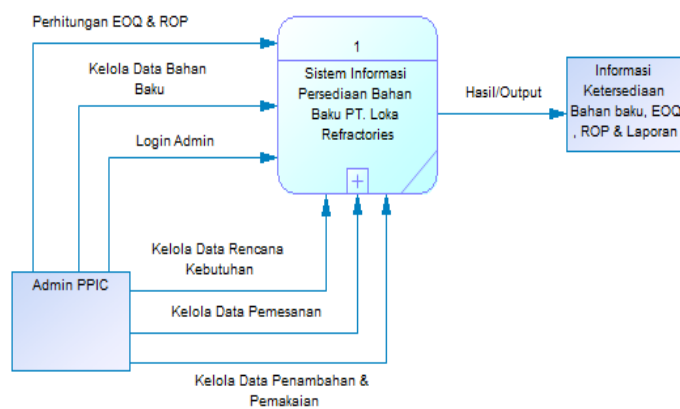 Perhitungan EOQ & ROP
Kelola Data Bahan
Baku
Login Admin
1
Sistem Informasi
Persediaan Bahan
Baku PT. Loka
Refractories
Hasil/Output
Informasi
Ketersediaan
Bahan baku, EOQ
, ROP & Laporan
Kelola Data Rencana
Kebutuhan
Admin PPIC
Kelola Data Pemesanan
Kelola Data Penambahan &
Pemakaian